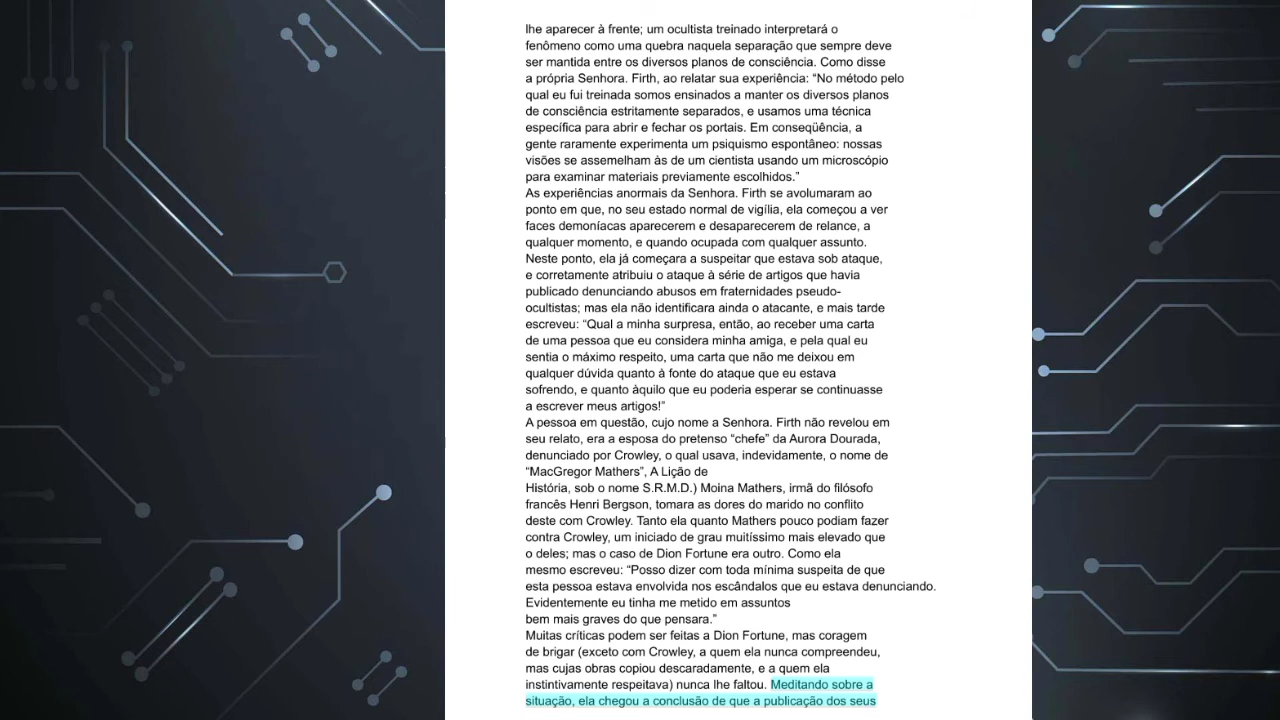 lhe aparecer à frente; um ocultista treinado interpretará o
fenômeno como uma quebra naquela separação que sempre deve
ser mantida entre os diversos planos de consciência. Como disse
a própria Senhora. Firth, ao relatar sua experiência: “No método pelo
qual eu fui treinada somos ensinados a manter os diversos planos
de consciência estritamente separados, e usamos uma técnica
específica para abrir e fechar os portais. Em conseqüência, a
gente raramente experimenta um psiquismo espontâneo: nossas
visões se assemelham às de um cientista usando um microscópio
para examinar materiais previamente escolhidos.”
As experiências anormais da Senhora. Firth se avolumaram ao
ponto em que, no seu estado normal de vigília, ela começou a ver
faces demoníacas aparecerem e desaparecerem de relance, a
qualquer momento, e quando ocupada com qualquer assunto.
Neste ponto, ela já começara a suspeitar que estava sob ataque,
e corretamente atribuiu o ataque à série de artigos que havia
publicado denunciando abusos em fraternidades pseudo-
ocultistas; mas ela não identificara ainda o atacante, e mais tarde
escreveu: “Qual a minha surpresa, então, ao receber uma carta
de uma pessoa que eu considera minha amiga, e pela qual eu
sentia o máximo respeito, uma carta que não me deixou em
qualquer dúvida quanto à fonte do ataque que eu estava
sofrendo, e quanto àquilo que eu poderia esperar se continuasse
a escrever meus artigos!”
A pessoa em questão, cujo nome a Senhora. Firth não revelou em
seu relato, era a esposa do pretenso “chefe” da Aurora Dourada,
denunciado por Crowley, o qual usava, indevidamente, o nome de
“MacGregor Mathers”, A Lição de
História, sob o nome S.R.M.D.) Moina Mathers, irmã do filósofo
francês Henri Bergson, tomara as dores do marido no conflito
deste com Crowley. Tanto ela quanto Mathers pouco podiam fazer
contra Crowley, um iniciado de grau muitíssimo mais elevado que
o deles; mas o caso de Dion Fortune era outro. Como ela
mesmo escreveu: “Posso dizer com toda mínima suspeita de que
esta pessoa estava envolvida nos escândalos que eu estava denunciando.
Evidentemente eu tinha me metido em assuntos
bem mais graves do que pensara.”
Muitas críticas podem ser feitas a Dion Fortune, mas coragem
de brigar (exceto com Crowley, a quem ela nunca compreendeu,
mas cujas obras copiou descaradamente, e a quem ela
instintivamente respeitava) nunca lhe faltou. Meditando sobre a
situação, ela chegou a conclusão de que a publicação dos seus